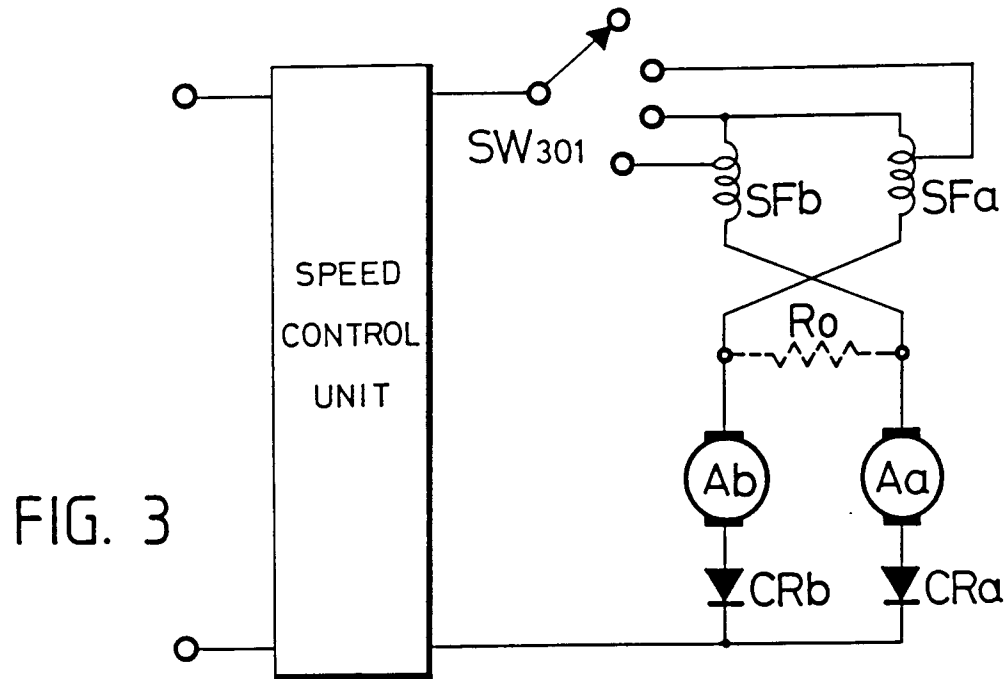 SW301
SFb
SFa
SPEED
CONTROL
UNIT
Ro
Ab
Aa
FIG. 3
CRb
CRa